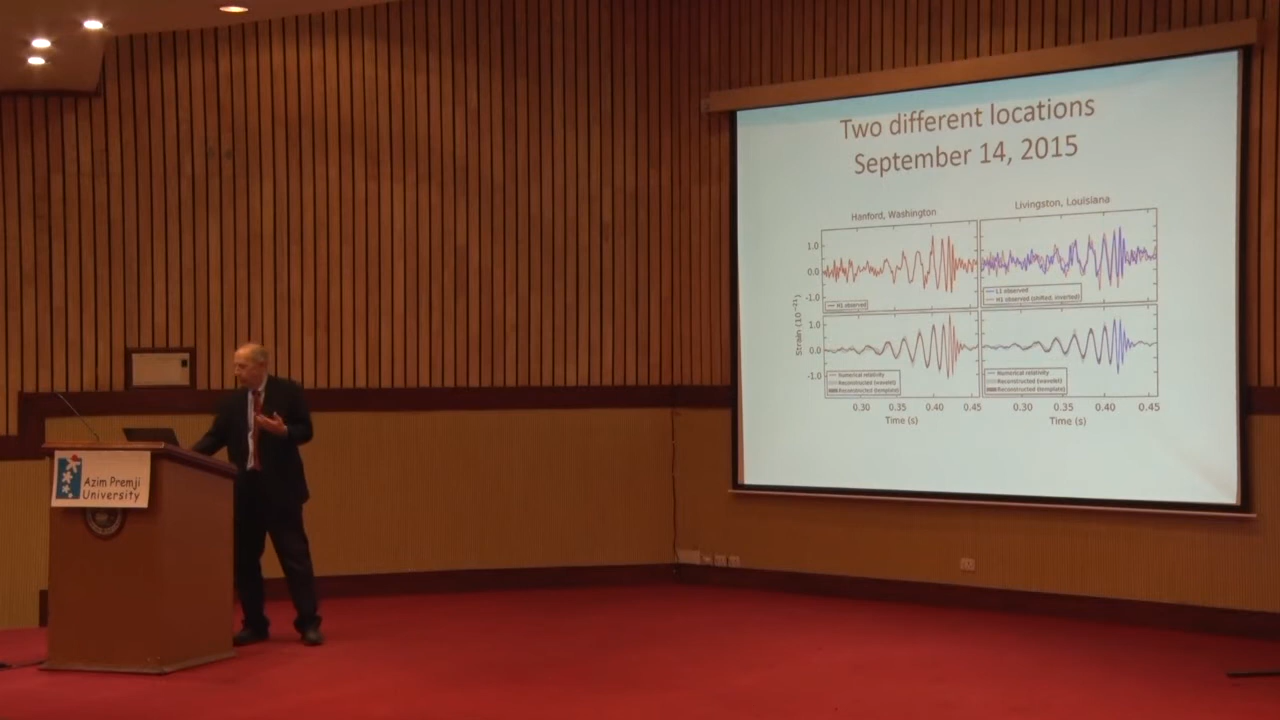 Two different locations
September 14, 2015
Hanford, Washington
Livingston, Louisiana
1.0
0.0
-1.0
H1 observed
L1 observed
H1 observed (shifted, inverted)
Strain (10⁻²¹)
1.0
0.0
-1.0
Numerical relativity
Reconstructed (wavelet)
Reconstructed (template)
Numerical relativity
Reconstructed (wavelet)
Reconstructed (template)
0.30 0.35 0.40 0.45
0.30 0.35 0.40 0.45
Time (s)
Time (s)
Azim Premji
University